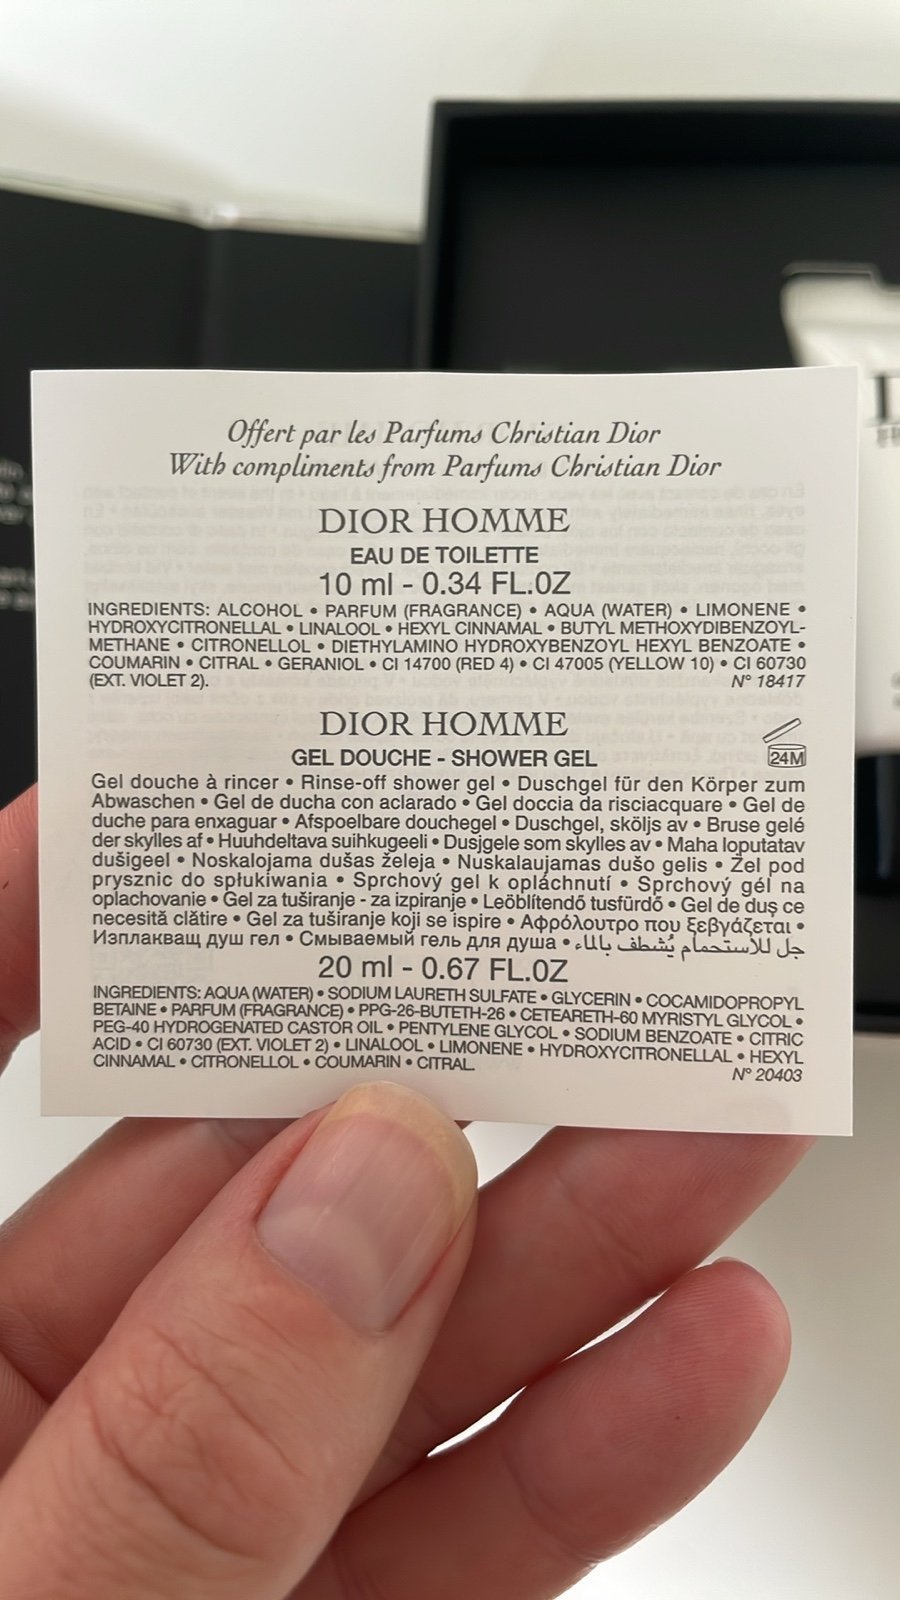 Offert par les Parfums Christian Dior
With compliments from Parfums Christian Dior
DIOR HOMME
EAU DE TOILETTE
10 ml - 0.34 FL.OZ
INGREDIENTS: ALCOHOL • PARFUM (FRAGRANCE) • AQUA (WATER) • LIMONENE •
HYDROXYCITRONELLAL • LINALOOL • HEXYL CINNAMAL • BUTYL METHOXYDIBENZOYL-
METHANE • CITRONELLOL • DIETHYLAMINO HYDROXYBENZOYL HEXYL BENZOATE •
COUMARIN • CITRAL • GERANIOL • CI 14700 (RED 4) • CI 47005 (YELLOW 10) • CI 60730
(EXT. VIOLET 2). N° 18417
DIOR HOMME
GEL DOUCHE - SHOWER GEL
24M
Gel douche à rincer • Rinse-off shower gel • Duschgel für den Körper zum
Abwaschen • Gel de ducha con aclarado • Gel doccia da risciacquare • Gel de
duche para enxaguar • Afspoelbare douchegel • Duschgel, sköljs av • Bruse gelé
der skylles af • Huuhdeltava suihkugeeli • Dusjgele som skylles av • Maha loputatav
dušigeel • Noskalojama dušas želeja • Nuskalaujamas dušo gelis • Żel pod
prysznic do spłukiwania • Sprchový gel k opláchnutí • Sprchový gél na
oplachovanie • Gel za tuširanje - za izpiranje • Leöblítendő tusfürdő • Gel de duş ce
necesită clătire • Gel za tuširanje koji se ispire • Αφρόλουτρο που ξεβγάζεται •
Изплакващ душ гел • Смываемый гель для душа • جل للاستحمام يُشطف بالماء
20 ml - 0.67 FL.OZ
INGREDIENTS: AQUA (WATER) • SODIUM LAURETH SULFATE • GLYCERIN • COCAMIDOPROPYL
BETAINE • PARFUM (FRAGRANCE) • PPG-26-BUTETH-26 • CETEARETH-60 MYRISTYL GLYCOL •
PEG-40 HYDROGENATED CASTOR OIL • PENTYLENE GLYCOL • SODIUM BENZOATE • CITRIC
ACID • CI 60730 (EXT. VIOLET 2) • LINALOOL • LIMONENE • HYDROXYCITRONELLAL • HEXYL
CINNAMAL • CITRONELLOL • COUMARIN • CITRAL. N° 20403